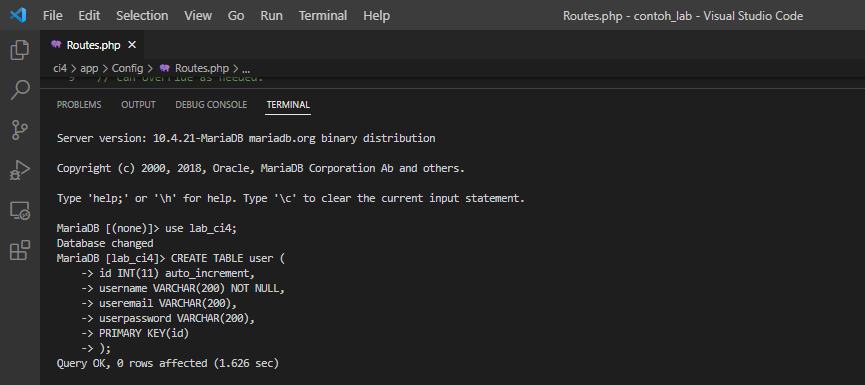 File Edit Selection View Go Run Terminal Help Routes.php - contoh_lab - Visual Studio Code
Routes.php ×
ci4 > app > Config > Routes.php > ...
9 // can override as needed.
PROBLEMS OUTPUT DEBUG CONSOLE TERMINAL
Server version: 10.4.21-MariaDB mariadb.org binary distribution
Copyright (c) 2000, 2018, Oracle, MariaDB Corporation Ab and others.
Type 'help;' or '\h' for help. Type '\c' to clear the current input statement.
MariaDB [(none)]> use lab_ci4;
Database changed
MariaDB [lab_ci4]> CREATE TABLE user (
-> id INT(11) auto_increment,
-> username VARCHAR(200) NOT NULL,
-> useremail VARCHAR(200),
-> userpassword VARCHAR(200),
-> PRIMARY KEY(id)
-> );
Query OK, 0 rows affected (1.626 sec)